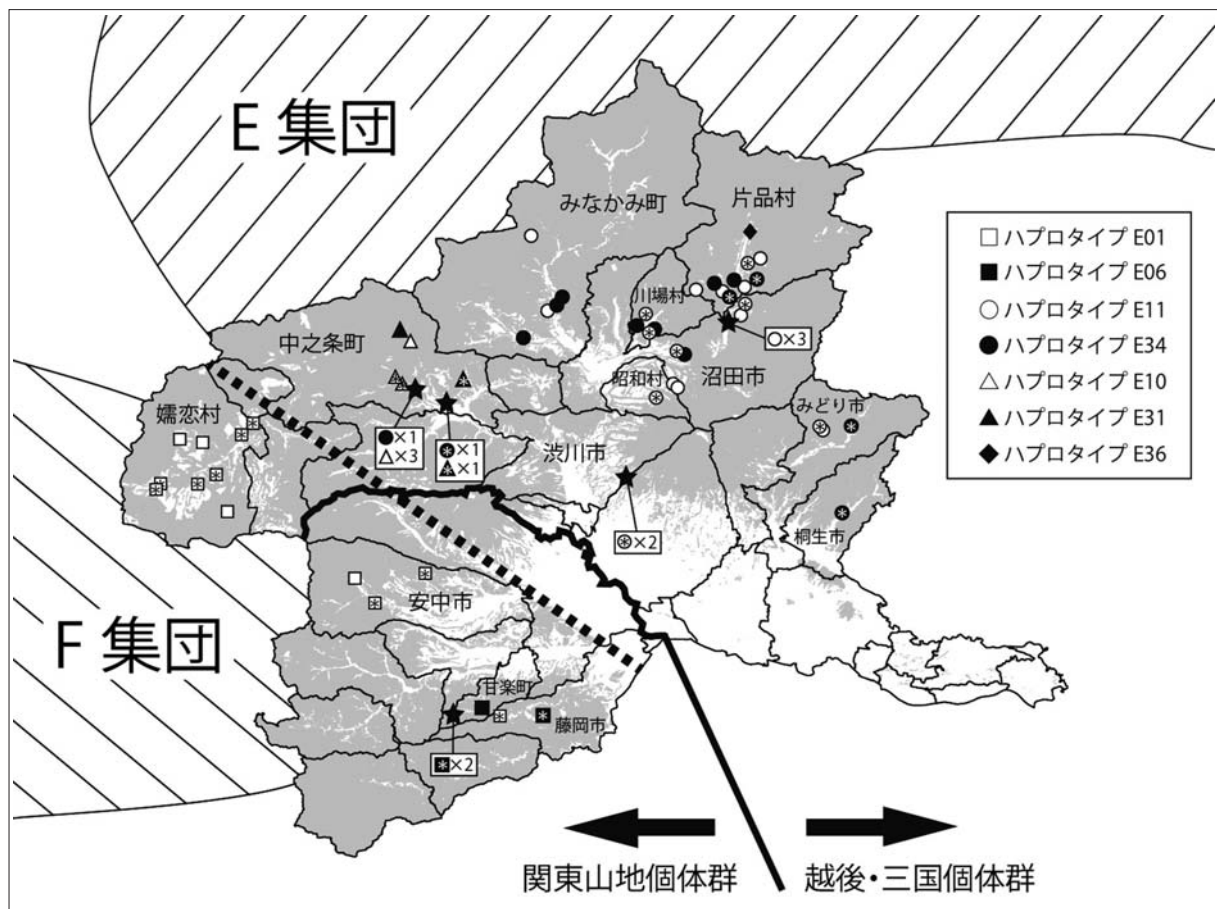 E 集団
みなかみ町
片品村
□ ハプロタイプ E01
■ ハプロタイプ E06
○ ハプロタイプ E11
● ハプロタイプ E34
△ ハプロタイプ E10
▲ ハプロタイプ E31
◆ ハプロタイプ E36
川場村
中之条町
○×3
沼田市
昭和村
嬬恋村
みどり市
●×1
△×3
×1
▲×1
渋川市
×2
桐生市
安中市
F 集団
甘楽町
藤岡市
■×2
関東山地個体群
越後・三国個体群